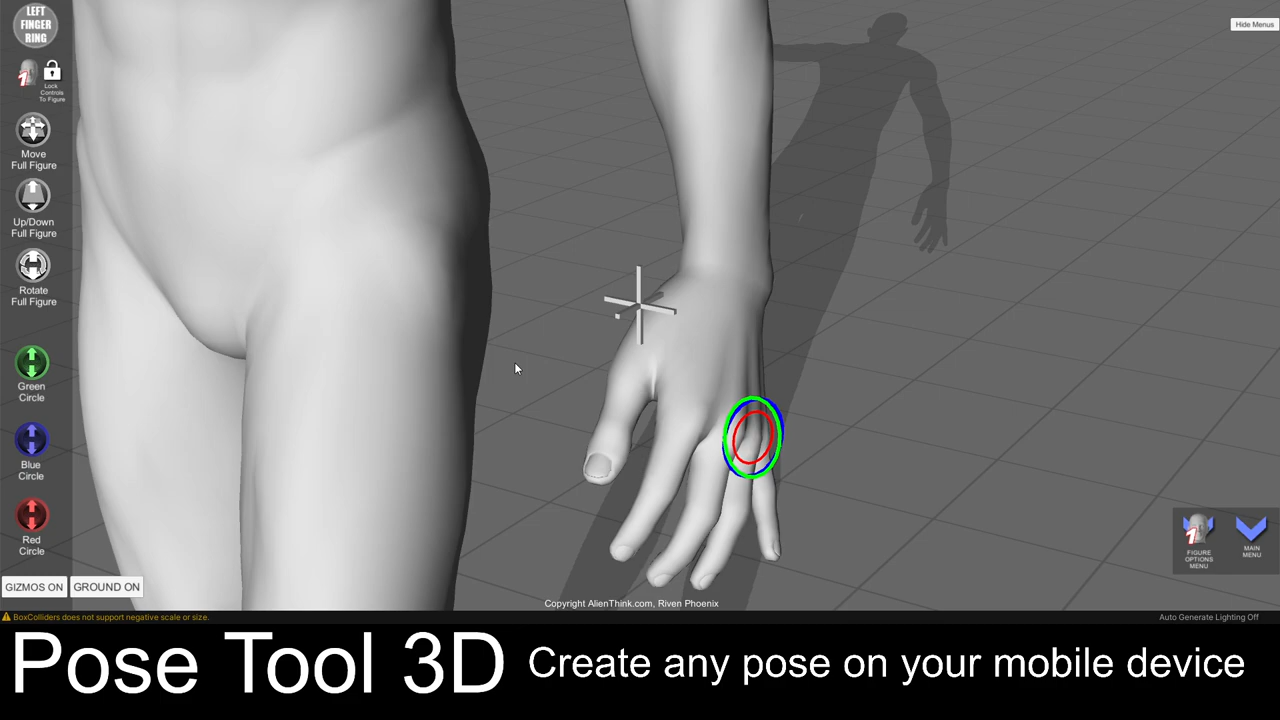 LEFT
FINGER
RING
Hide Menus
1
Lock
Controls
To Figure
Move
Full Figure
Up/Down
Full Figure
Rotate
Full Figure
Green
Circle
Blue
Circle
Red
Circle
1
FIGURE
OPTIONS
MENU
MAIN
MENU
GIZMOS ON
GROUND ON
Copyright AlienThink.com, Riven Phoenix
BoxColliders does not support negative scale or size.
Auto Generate Lighting Off
Pose Tool 3D
Create any pose on your mobile device